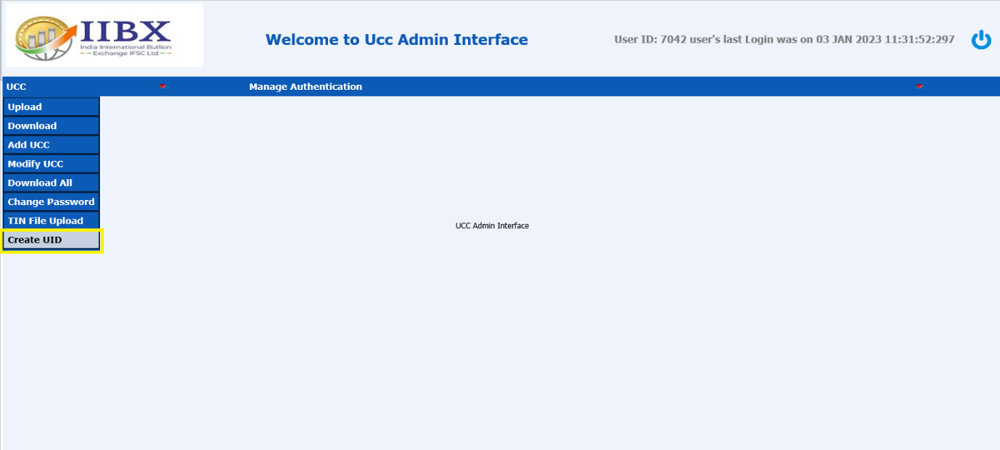 IIBX
India International Bullion
Exchange IFSC Ltd
Welcome to Ucc Admin Interface
User ID: 7042 user's last Login was on 03 JAN 2023 11:31:52:297
UCC
Manage Authentication
Upload
Download
Add UCC
Modify UCC
Download All
Change Password
TIN File Upload
Create UID
UCC Admin Interface